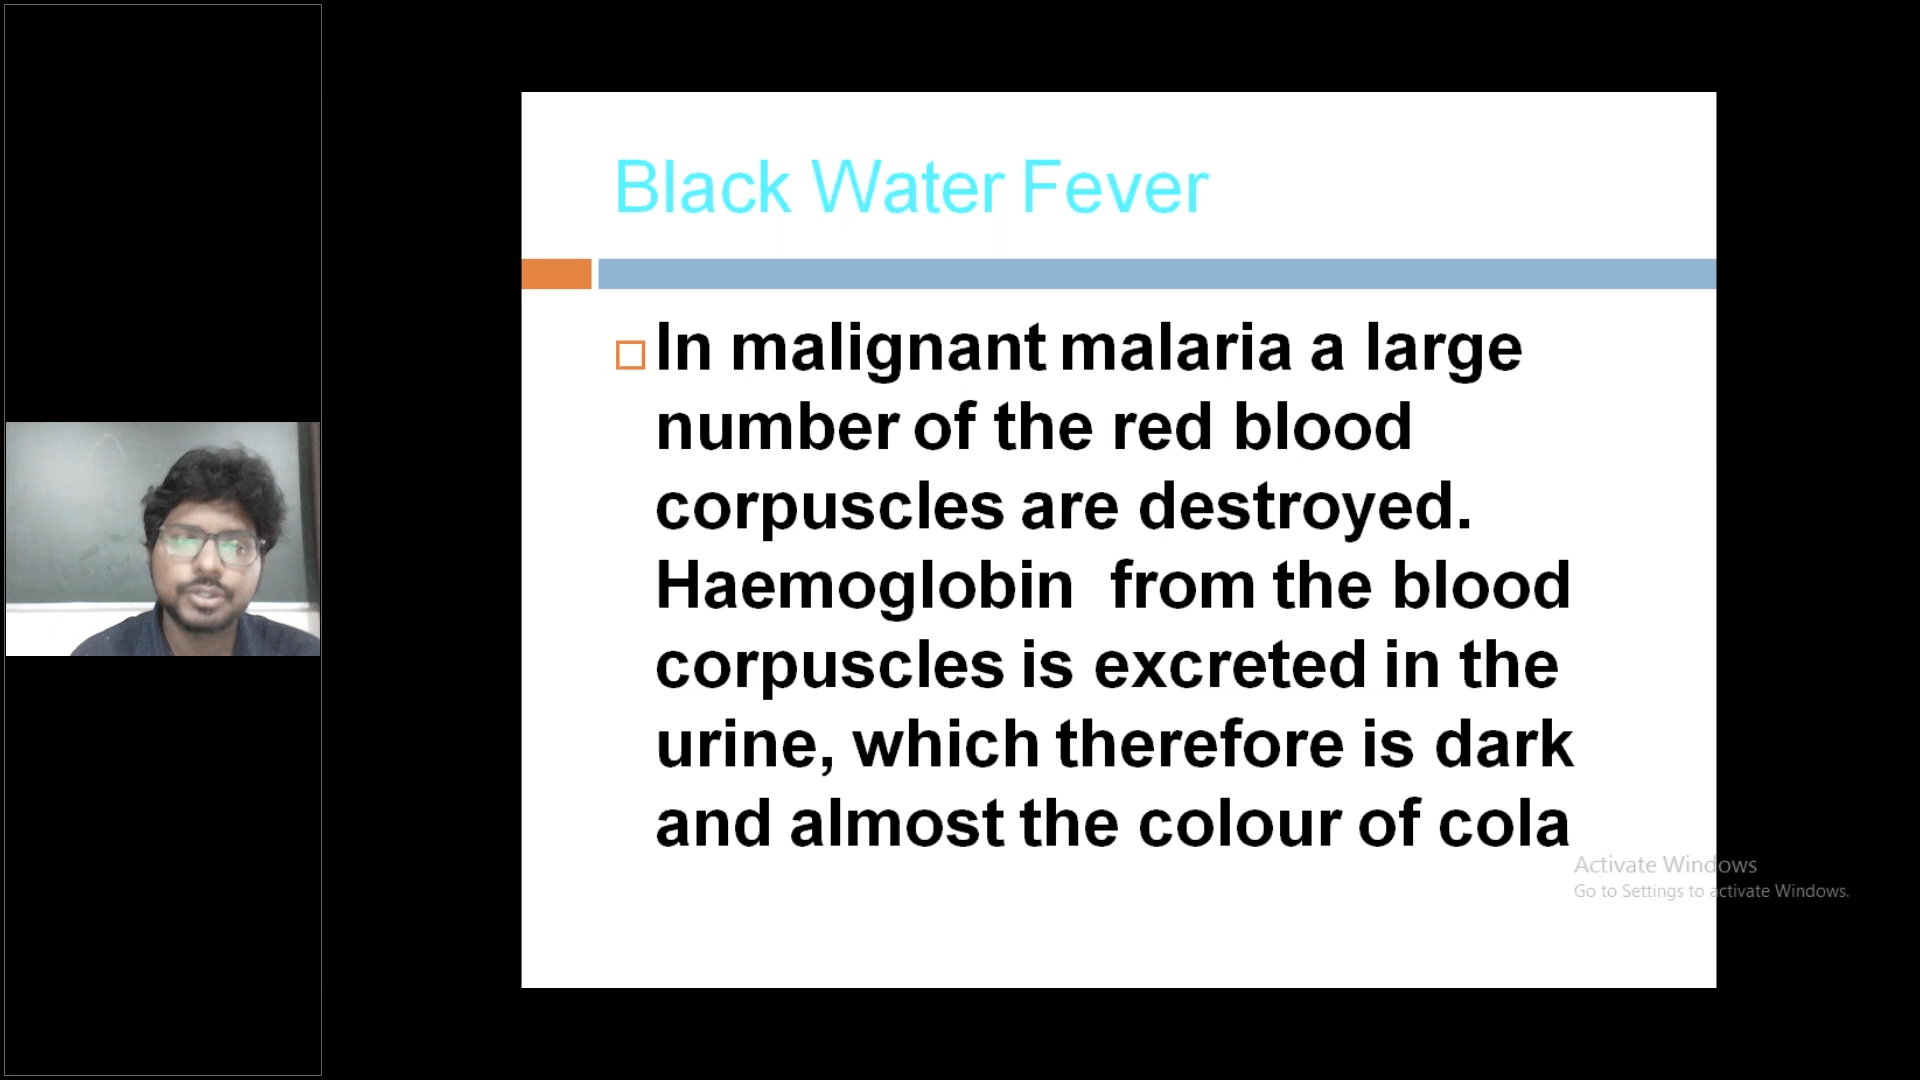 Black Water Fever
In malignant malaria a large
number of the red blood
corpuscles are destroyed.
Haemoglobin from the blood
corpuscles is excreted in the
urine, which therefore is dark
and almost the colour of cola
Activate Windows
Go to Settings to activate Windows.